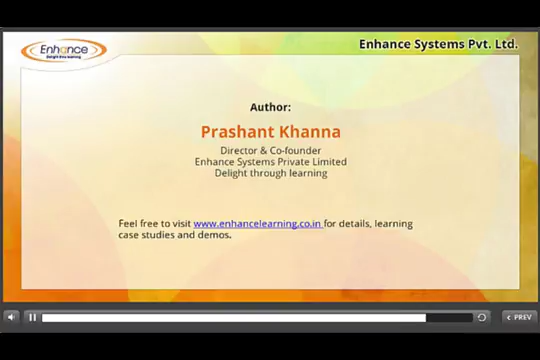 Enhance
Delight thru learning
Enhance Systems Pvt. Ltd.
Author:
Prashant Khanna
Director & Co-founder
Enhance Systems Private Limited
Delight through learning
Feel free to visit www.enhancelearning.co.in for details, learning
case studies and demos.
< PREV